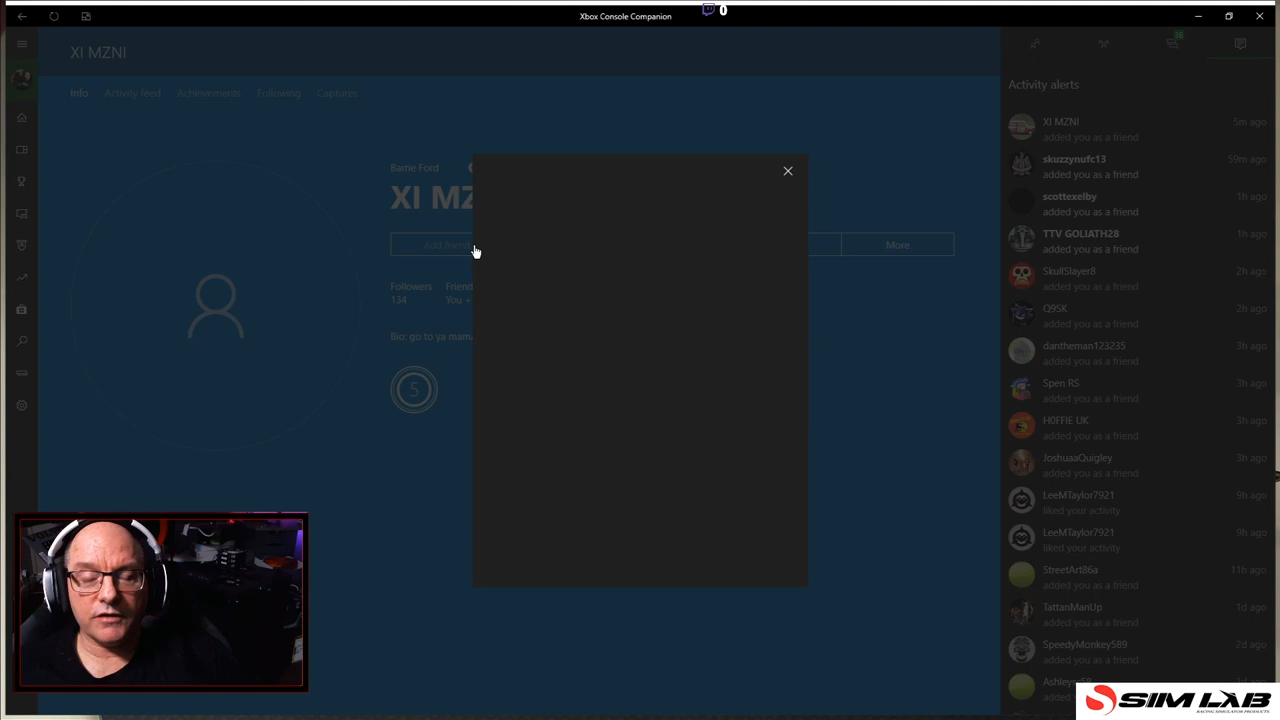 Xbox Console Companion
0
XI MZNI
Info
Activity feed
Achievements
Following
Captures
Barrie Ford
XI MZ
Add friend
More
Followers
134
Friend
You +
Bio: go to ya mama
5
Activity alerts
XI MZNI
5m ago
added you as a friend
skuzzynufc13
59m ago
added you as a friend
scottexelby
1h ago
added you as a friend
TTV GOLIATH28
1h ago
added you as a friend
SkullSlayer8
2h ago
added you as a friend
Q9SK
2h ago
added you as a friend
dantheman123235
3h ago
added you as a friend
Spen RS
3h ago
added you as a friend
H0FFIE UK
3h ago
added you as a friend
JoshuaaQuigley
3h ago
added you as a friend
LeeMTaylor7921
9h ago
liked your activity
LeeMTaylor7921
9h ago
liked your activity
StreetArt86a
11h ago
added you as a friend
TattanManUp
1d ago
added you as a friend
SpeedyMonkey589
2d ago
added you as a friend
SIM LAB
RACING SIMULATOR PRODUCTS